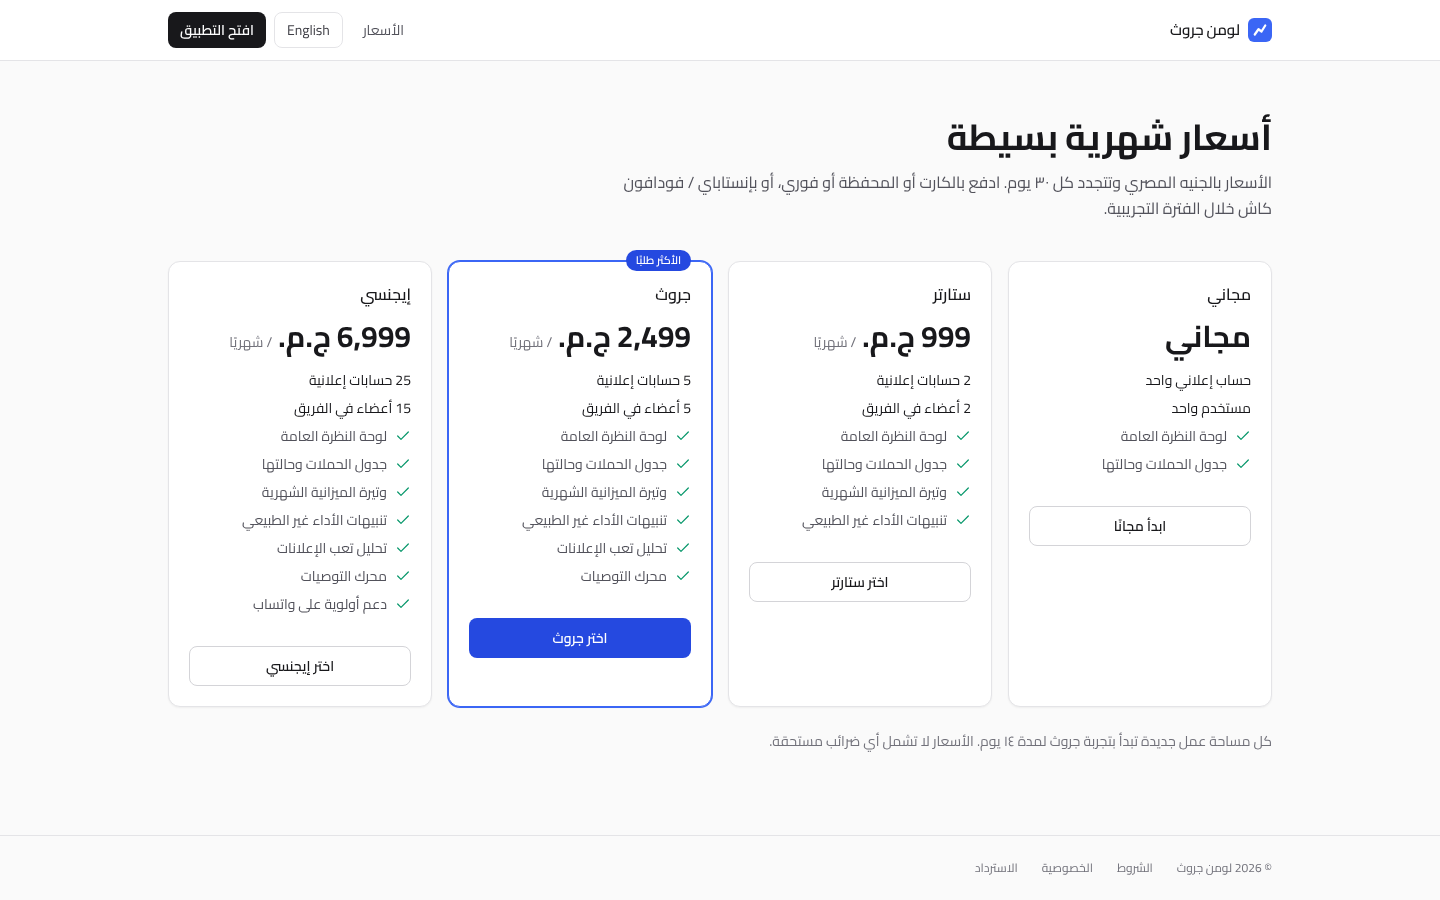 لومن جروث
الأسعار
English
افتح التطبيق
أسعار شهرية بسيطة
الأسعار بالجنيه المصري وتتجدد كل ٣٠ يوم. ادفع بالكارت أو المحفظة أو فوري، أو بإنستاباي / فودافون
كاش خلال الفترة التجريبية.
مجاني
مجاني
حساب إعلاني واحد
مستخدم واحد
لوحة النظرة العامة
جدول الحملات وحالتها
ابدأ مجانًا
ستارتر
999 ج.م. / شهريًا
2 حسابات إعلانية
2 أعضاء في الفريق
لوحة النظرة العامة
جدول الحملات وحالتها
وتيرة الميزانية الشهرية
تنبيهات الأداء غير الطبيعي
اختر ستارتر
الأكثر طلبًا
جروث
2,499 ج.م. / شهريًا
5 حسابات إعلانية
5 أعضاء في الفريق
لوحة النظرة العامة
جدول الحملات وحالتها
وتيرة الميزانية الشهرية
تنبيهات الأداء غير الطبيعي
تحليل تعب الإعلانات
محرك التوصيات
اختر جروث
إيجنسي
6,999 ج.م. / شهريًا
25 حسابات إعلانية
15 أعضاء في الفريق
لوحة النظرة العامة
جدول الحملات وحالتها
وتيرة الميزانية الشهرية
تنبيهات الأداء غير الطبيعي
تحليل تعب الإعلانات
محرك التوصيات
دعم أولوية على واتساب
اختر إيجنسي
كل مساحة عمل جديدة تبدأ بتجربة جروث لمدة ١٤ يوم. الأسعار لا تشمل أي ضرائب مستحقة.
© 2026 لومن جروث
الشروط
الخصوصية
الاسترداد